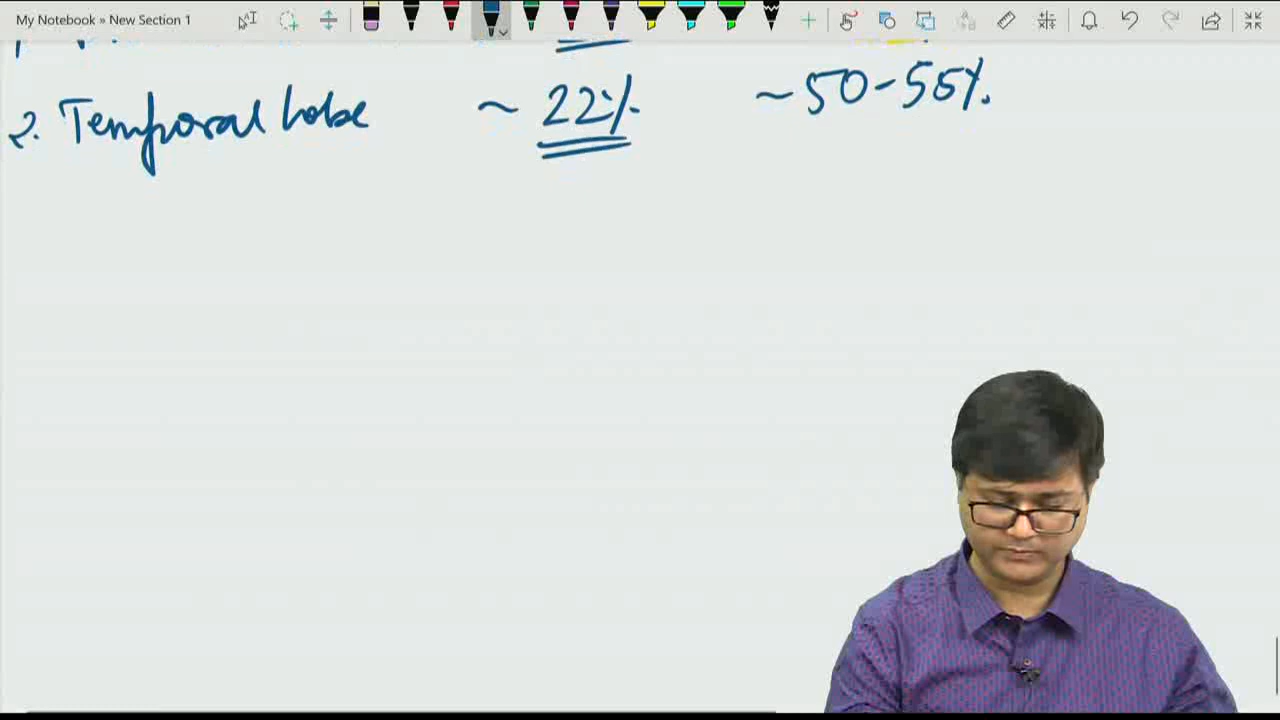 My Notebook » New Section 1
2. Temporal Lobe ~ 22% ~50-55%.